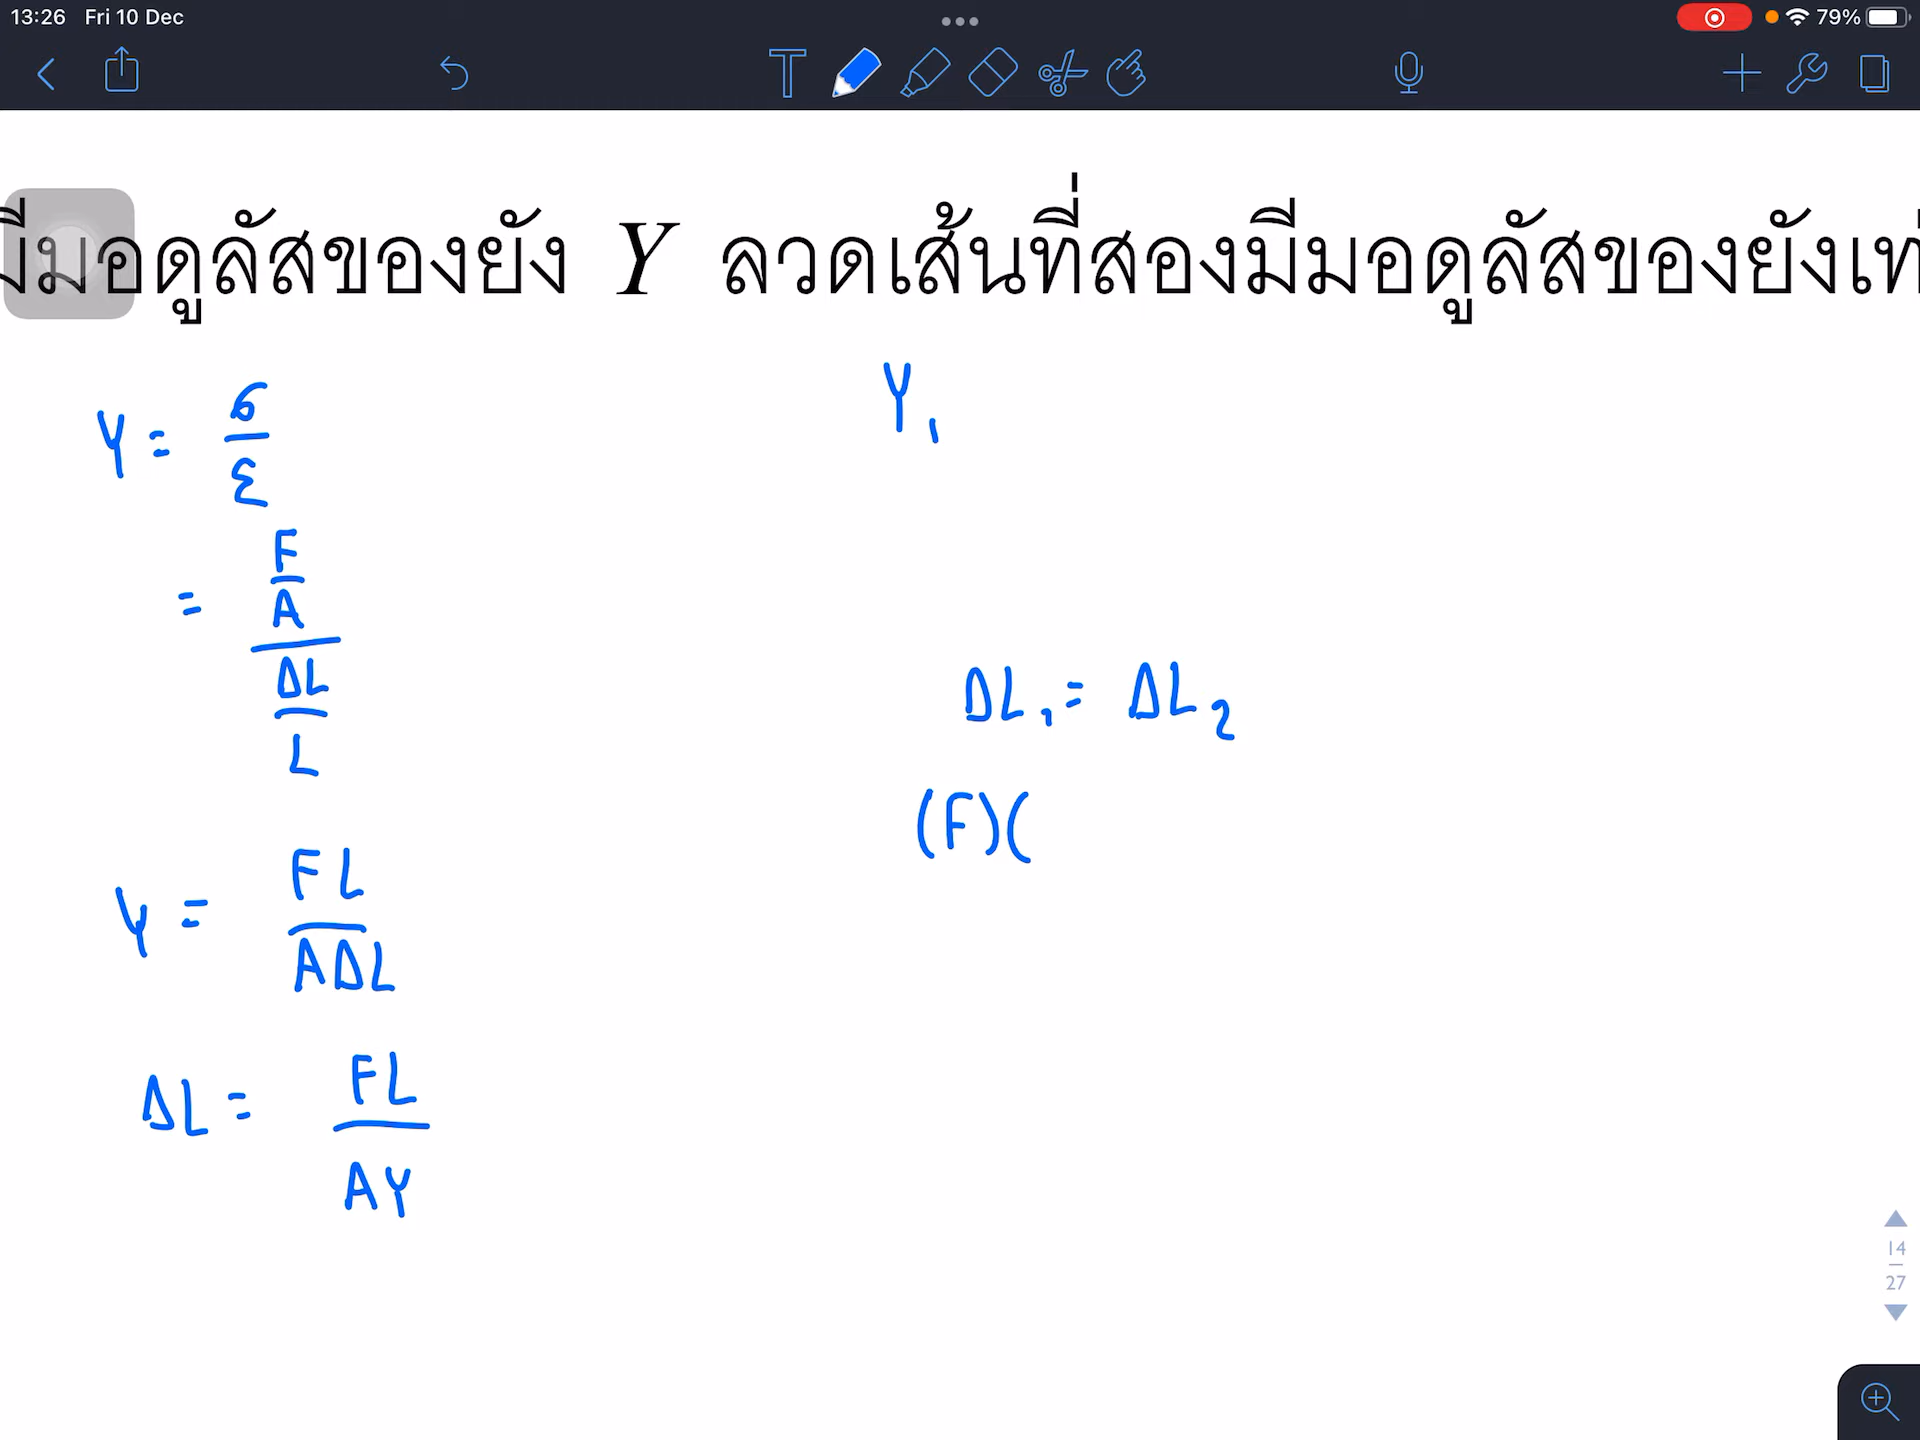 13:26 Fri 10 Dec 79%
T
มีมอดูลัสของยัง Y ลวดเส้นที่สองมีมอดูลัสของยังเท่
Y = σ/ε
Y₁
= F/A / ΔL/L
ΔL₁ = ΔL₂
(F)(
Y = FL/AΔL
ΔL = FL/AY
14
27